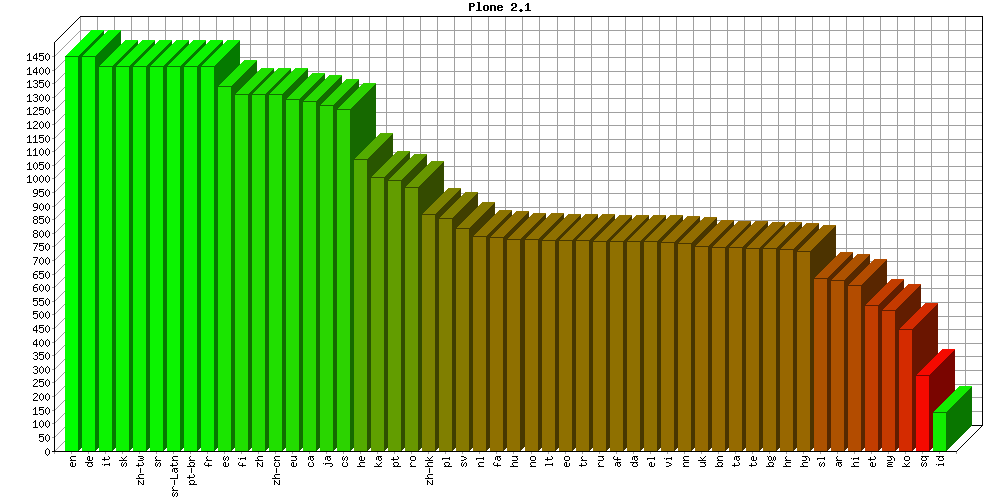 Plone 2.1
1450
1400
1350
1300
1250
1200
1150
1100
1050
1000
950
900
850
800
750
700
650
600
550
500
450
400
350
300
250
200
150
100
50
0
en
de
it
sk
zh-tw
sr
sr-Latn
pt-br
fr
es
fi
zh
zh-cn
eu
ca
ja
cs
he
ka
pt
ro
zh-hk
pl
sv
nl
fa
hu
no
lt
eo
tr
ru
af
da
el
vi
nn
uk
bn
ta
te
bg
hr
hy
sl
ar
hi
et
my
ko
sq
id